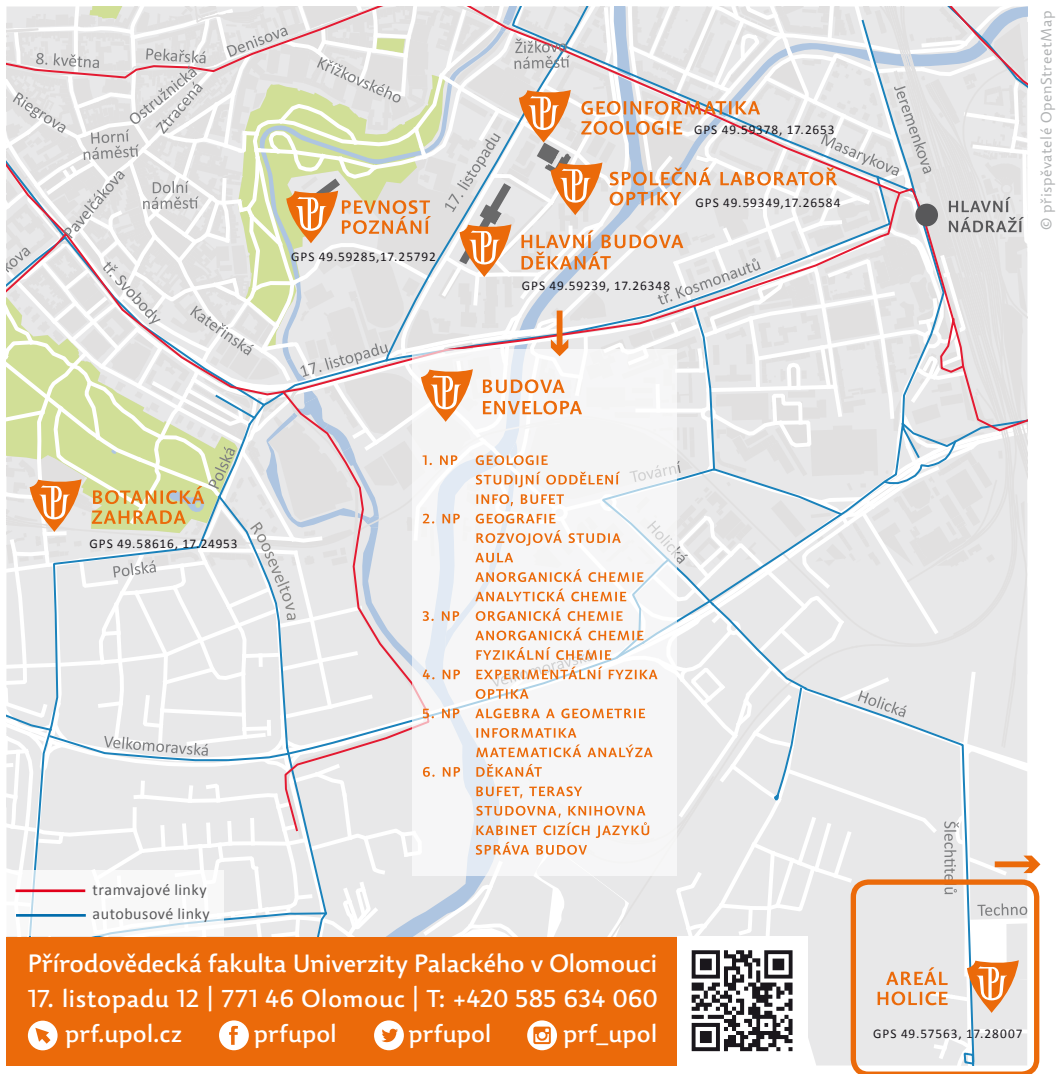 © přispěvatelé OpenStreetMap
8. května
Pekařská
Denisova
Žižkovo
náměstí
Křížkovského
Riegrova
Ostružnická
Ztracená
Horní
náměstí
Dolní
náměstí
Pavelčákova
17. listopadu
GEOINFORMATIKA
ZOOLOGIE GPS 49.59378, 17.2653
Masarykova
Jeremenkova
SPOLEČNÁ LABORATOŘ
OPTIKY GPS 49.59349,17.26584
HLAVNÍ
NÁDRAŽÍ
PEVNOST
POZNÁNÍ
GPS 49.59285,17.25792
HLAVNÍ BUDOVA
DĚKANÁT
GPS 49.59239, 17.26348
kova
tř. Svobody
Kateřinská
tř. Kosmonautů
17. listopadu
BUDOVA
ENVELOPA
1. NP GEOLOGIE
STUDIJNÍ ODDĚLENÍ
INFO, BUFET
2. NP GEOGRAFIE
ROZVOJOVÁ STUDIA
AULA
ANORGANICKÁ CHEMIE
ANALYTICKÁ CHEMIE
3. NP ORGANICKÁ CHEMIE
ANORGANICKÁ CHEMIE
FYZIKÁLNÍ CHEMIE
4. NP EXPERIMENTÁLNÍ FYZIKA
OPTIKA
5. NP ALGEBRA A GEOMETRIE
INFORMATIKA
MATEMATICKÁ ANALÝZA
6. NP DĚKANÁT
BUFET, TERASY
STUDOVNA, KNIHOVNA
KABINET CIZÍCH JAZYKŮ
SPRÁVA BUDOV
Tovární
Holická
Velkomoravská
Polská
BOTANICKÁ
ZAHRADA
GPS 49.58616, 17.24953
Polská
Rooseveltova
Velkomoravská
Holická
Šlechtitelů
Techno
AREÁL
HOLICE
GPS 49.57563, 17.28007
tramvajové linky
autobusové linky
Přírodovědecká fakulta Univerzity Palackého v Olomouci
17. listopadu 12 | 771 46 Olomouc | T: +420 585 634 060
prf.upol.cz prfupol prfupol prf_upol